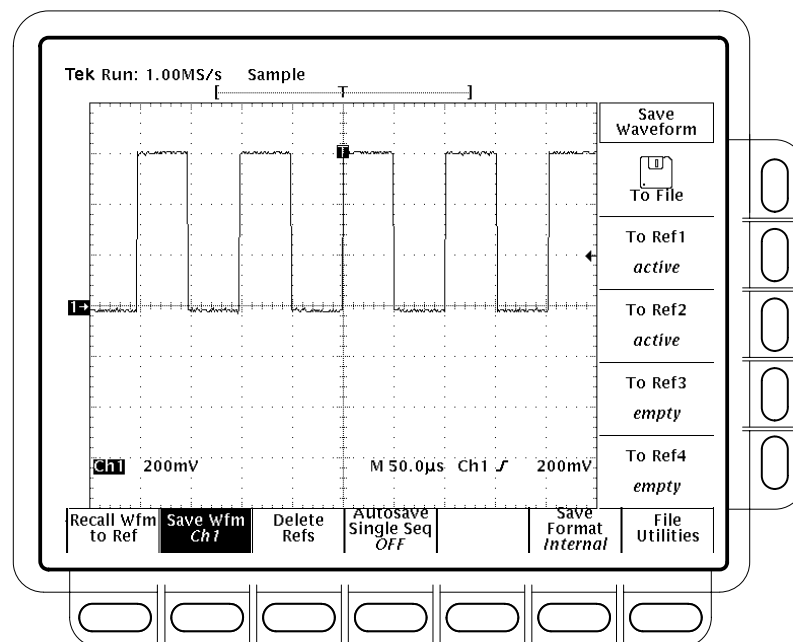 Tek Run: 1.00MS/s Sample
[ T ]
Save
Waveform
T
To File
To Ref1
active
To Ref2
active
1→
To Ref3
empty
To Ref4
empty
Ch1 200mV M 50.0µs Ch1 200mV
Recall Wfm
to Ref
Save Wfm
Ch1
Delete
Refs
Autosave
Single Seq
OFF
Save
Format
Internal
File
Utilities